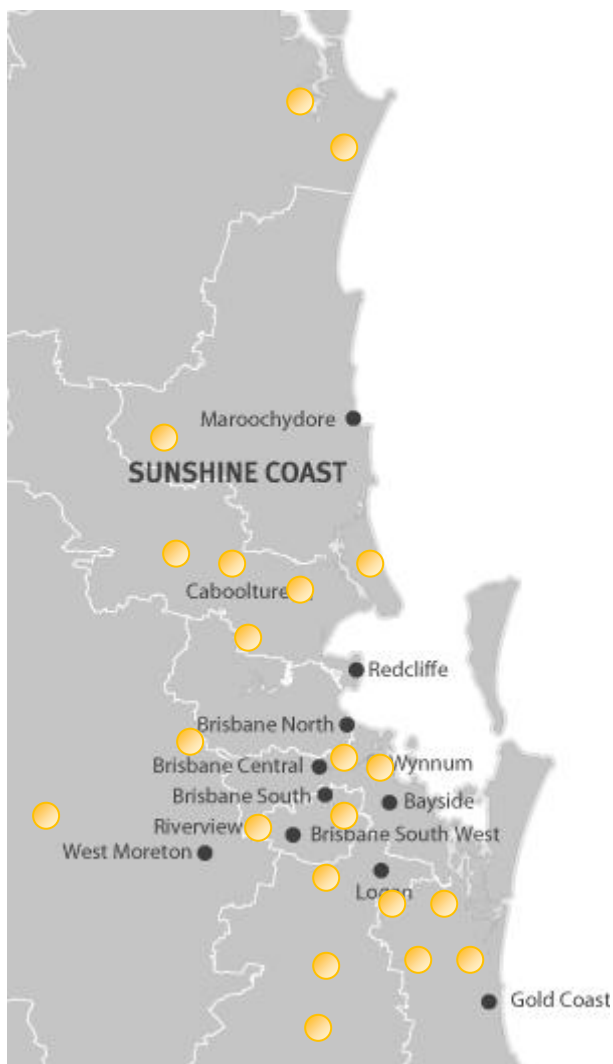 Maroochydore
SUNSHINE COAST
Caboolture
Redcliffe
Brisbane North
Brisbane Central
Wynnum
Brisbane South
Bayside
Riverview
Brisbane South West
West Moreton
Logan
Gold Coast